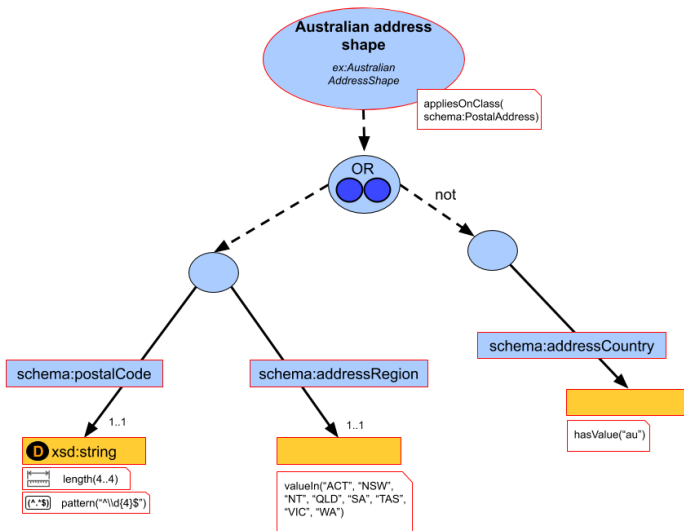 Australian address
shape
ex:Australian
AddressShape
appliesOnClass(
schema:PostalAddress)
OR
not
schema:postalCode
schema:addressRegion
schema:addressCountry
1..1
1..1
D xsd:string
length(4..4)
(^.*$) pattern("^\\d{4}$")
valueIn("ACT", “NSW”,
“NT”, “QLD”, “SA”, “TAS”,
“VIC”, “WA”)
hasValue(“au”)